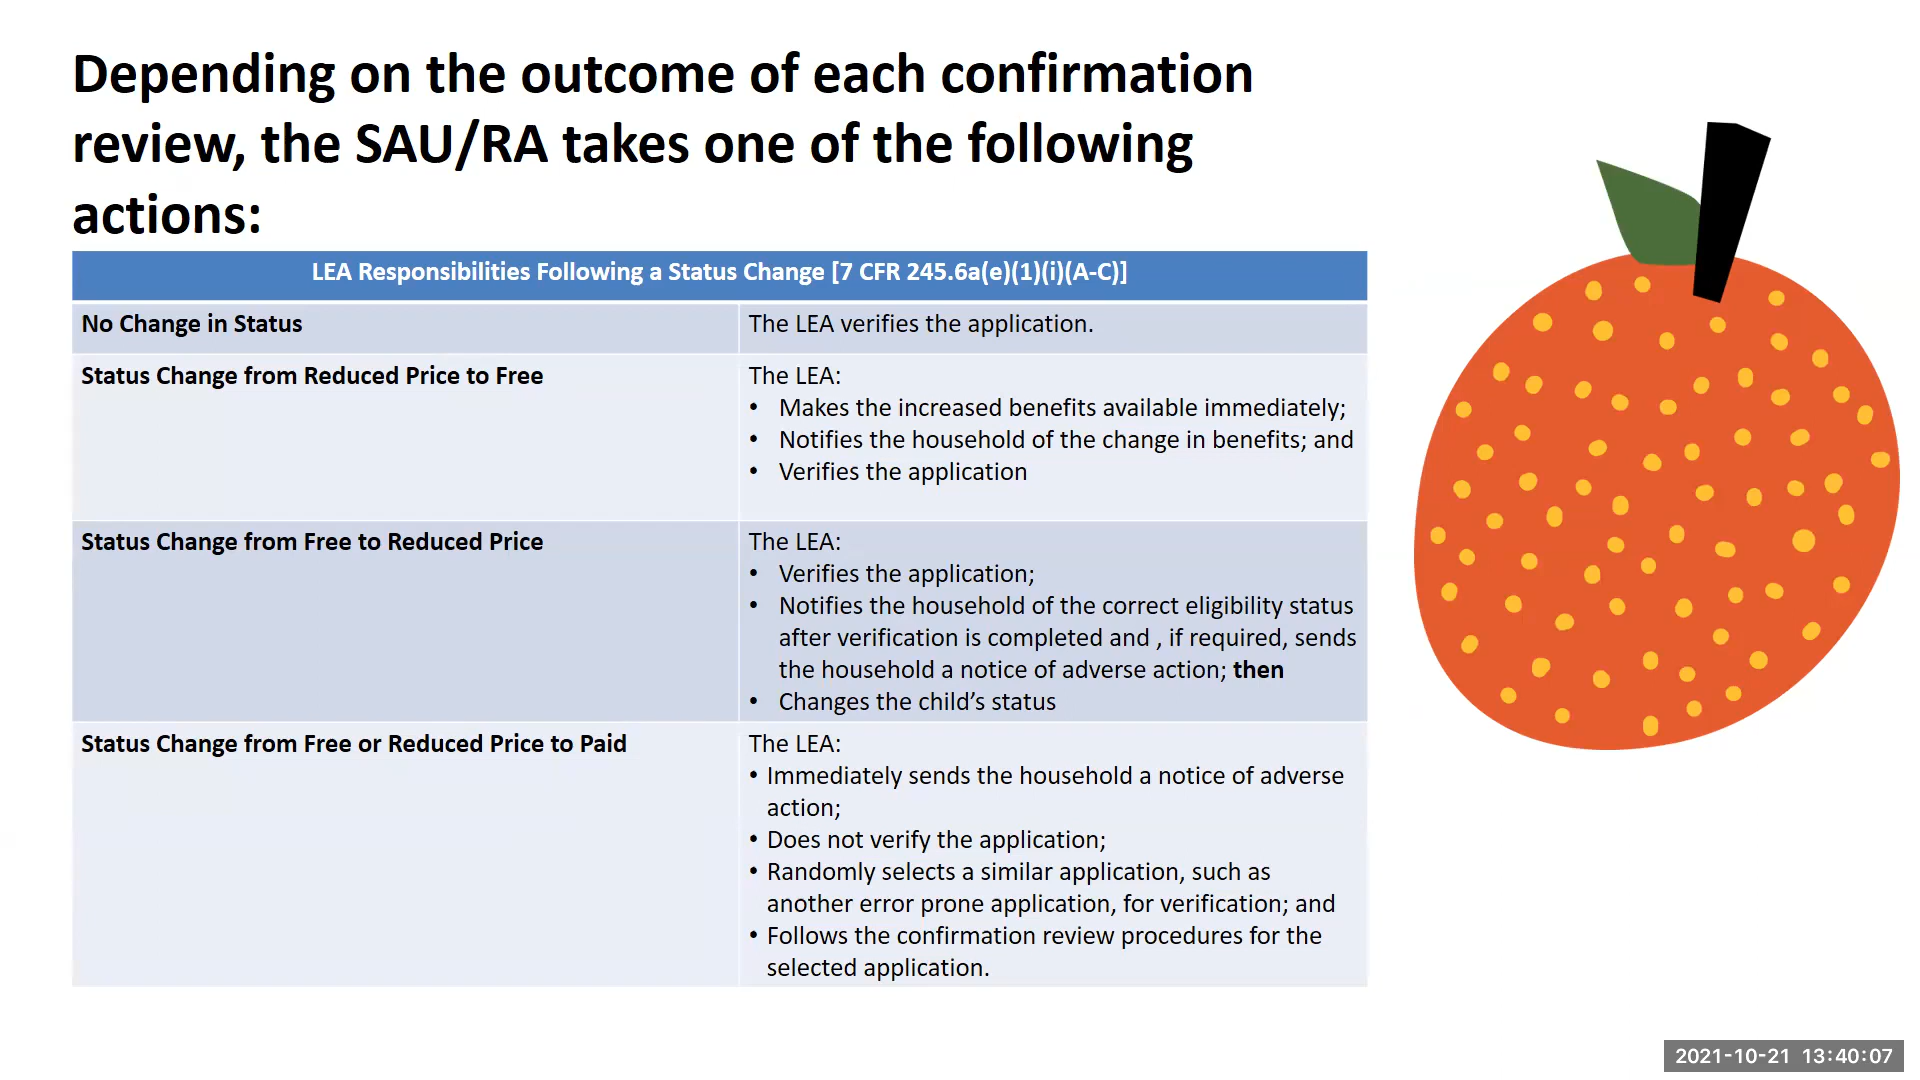 Depending on the outcome of each confirmation
review, the SAU/RA takes one of the following
actions:
LEA Responsibilities Following a Status Change [7 CFR 245.6a(e)(1)(i)(A-C)]
No Change in Status
The LEA verifies the application.
Status Change from Reduced Price to Free
The LEA:
• Makes the increased benefits available immediately;
• Notifies the household of the change in benefits; and
• Verifies the application
Status Change from Free to Reduced Price
The LEA:
• Verifies the application;
• Notifies the household of the correct eligibility status
after verification is completed and , if required, sends
the household a notice of adverse action; then
• Changes the child’s status
Status Change from Free or Reduced Price to Paid
The LEA:
• Immediately sends the household a notice of adverse
action;
• Does not verify the application;
• Randomly selects a similar application, such as
another error prone application, for verification; and
• Follows the confirmation review procedures for the
selected application.
2021-10-21 13:40:07